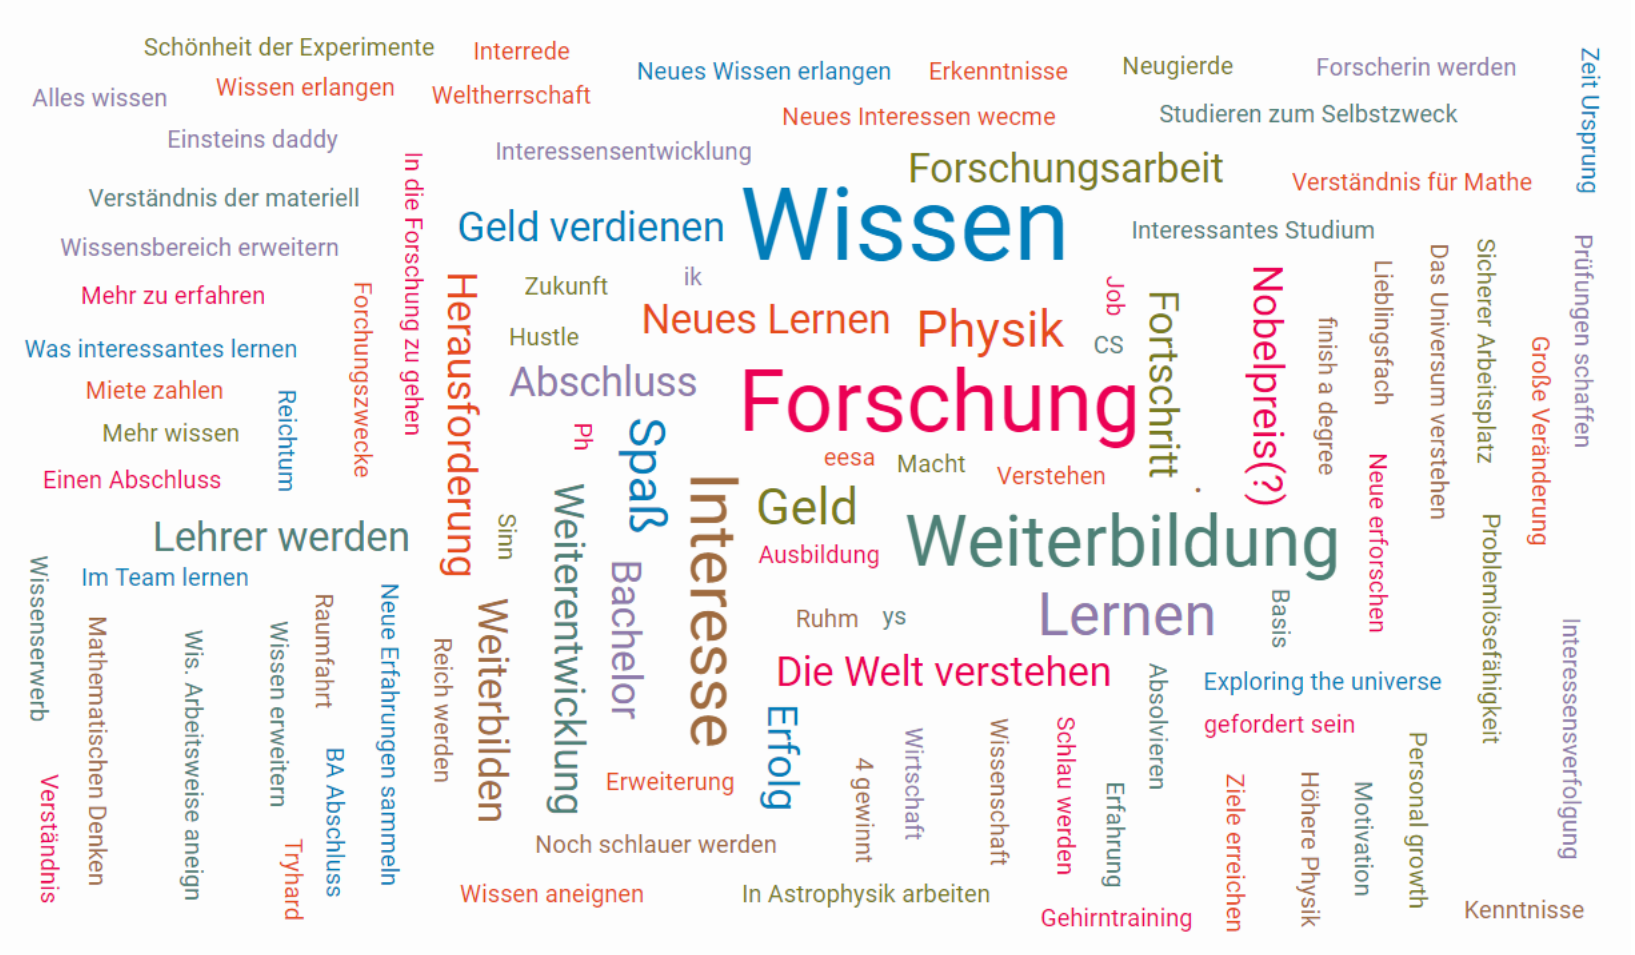 Schönheit der Experimente
Interrede
Neues Wissen erlangen
Erkenntnisse
Neugierde
Forscherin werden
Zeit Ursprung
Alles wissen
Wissen erlangen
Weltherrschaft
Neues Interessen wecme
Studieren zum Selbstzweck
Einsteins daddy
In die Forschung zu gehen
Interessensentwicklung
Forschungsarbeit
Verständnis für Mathe
Verständnis der materiell
Geld verdienen
Wissen
Interessantes Studium
Wissensbereich erweitern
Zukunft
ik
Job
Fortschritt
Nobelpreis(?)
Lieblingsfach
Das Universum verstehen
Sicherer Arbeitsplatz
Prüfungen schaffen
Mehr zu erfahren
Forchungszwecke
Herausforderung
Hustle
Neues Lernen
Physik
CS
finish a degree
Große Veränderung
Was interessantes lernen
Miete zahlen
Reichtum
Abschluss
Forschung
Mehr wissen
Ph
Spaß
eesa
Macht
Verstehen
.
Neue erforschen
Einen Abschluss
Interesse
Geld
Lehrer werden
Sinn
Weiterentwicklung
Ausbildung
Weiterbildung
Problemlösefähigkeit
Wissenserwerb
Im Team lernen
Bachelor
Ruhm
ys
Lernen
Basis
Mathematischen Denken
Wis. Arbeitsweise aneign
Wissen erweitern
Raumfahrt
Neue Erfahrungen sammeln
Reich werden
Weiterbilden
Die Welt verstehen
Absolvieren
Exploring the universe
Interessensverfolgung
gefordert sein
Erfolg
Verständnis
BA Abschluss
Erweiterung
4 gewinnt
Wirtschaft
Wissenschaft
Schlau werden
Erfahrung
Ziele erreichen
Höhere Physik
Motivation
Personal growth
Tryhard
Noch schlauer werden
Wissen aneignen
In Astrophysik arbeiten
Gehirntraining
Kenntnisse